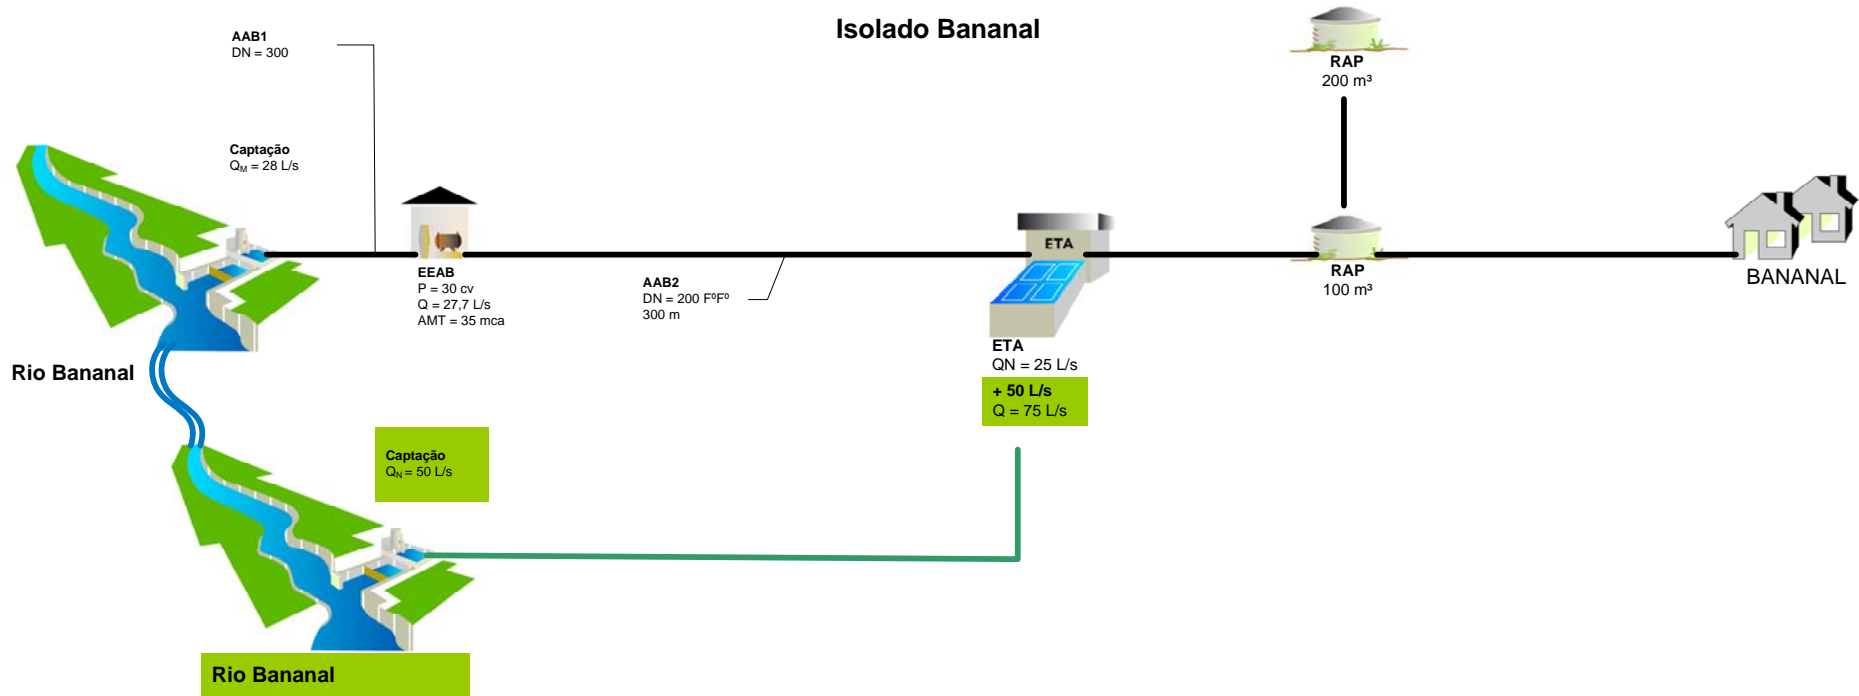 Isolado Bananal
AAB1
DN = 300
Captação
QM = 28 L/s
EEAB
P = 30 cv
Q = 27,7 L/s
AMT = 35 mca
AAB2
DN = 200 FºFº
300 m
ETA
ETA
QN = 25 L/s
+ 50 L/s
Q = 75 L/s
RAP
200 m³
RAP
100 m³
BANANAL
Rio Bananal
Captação
QN = 50 L/s
Rio Bananal